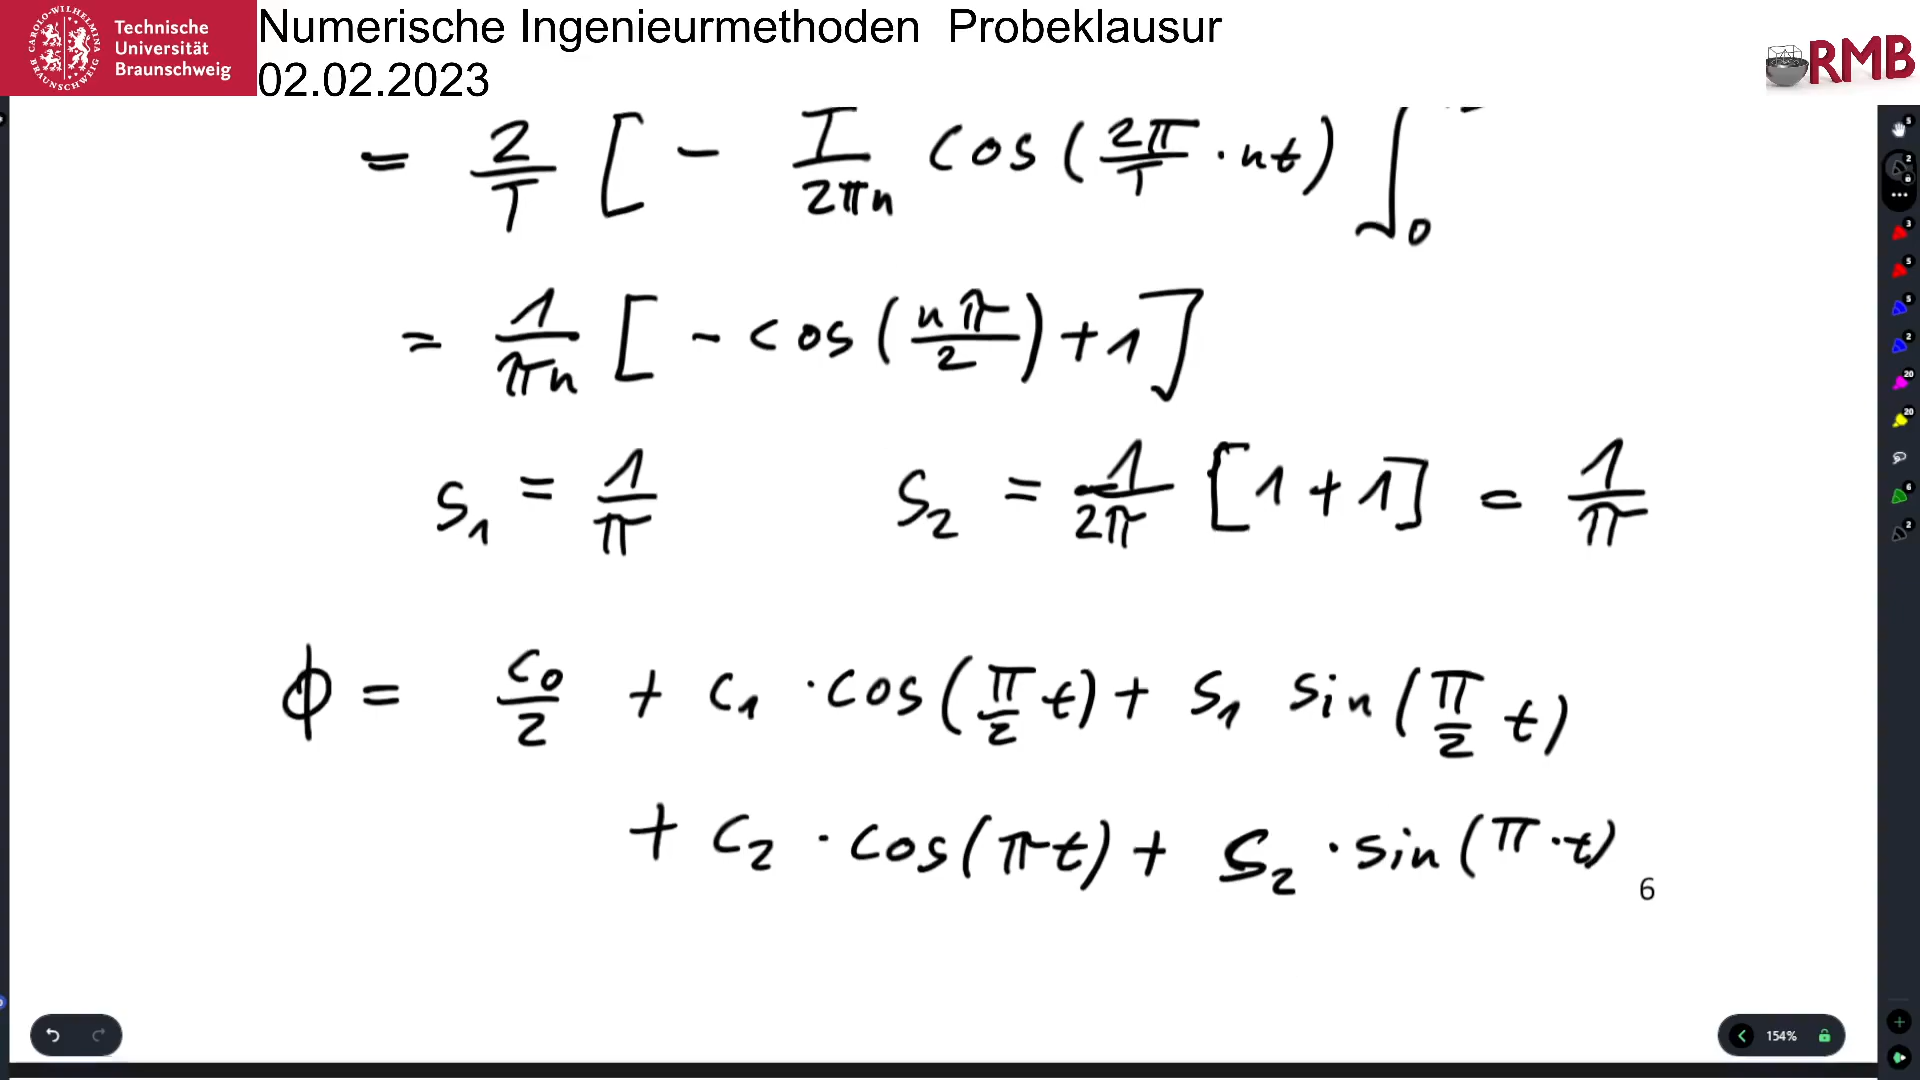 Technische
Universität
Braunschweig
Numerische Ingenieurmethoden Probeklausur
02.02.2023
RMB
= 2/T [ - T/2πn cos(2π/T · nt) ]₀
= 1/πn [ - cos(nπ/2) + 1 ]
s₁ = 1/π s₂ = 1/2π [1 + 1] = 1/π
ϕ = c₀/2 + c₁ · cos(π/2 t) + s₁ sin(π/2 t)
+ c₂ · cos(πt) + s₂ · sin(π · t)
6
154%